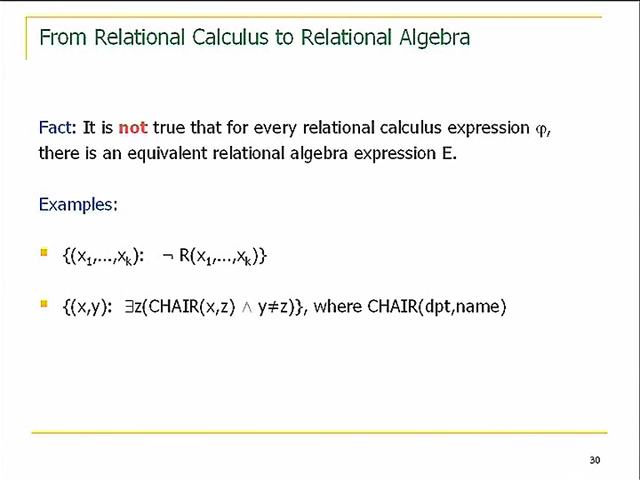 From Relational Calculus to Relational Algebra
Fact: It is not true that for every relational calculus expression φ,
there is an equivalent relational algebra expression E.
Examples:
{(x₁,...,xₖ): ¬ R(x₁,...,xₖ)}
{(x,y): ∃z(CHAIR(x,z) ∧ y≠z)}, where CHAIR(dpt,name)
30